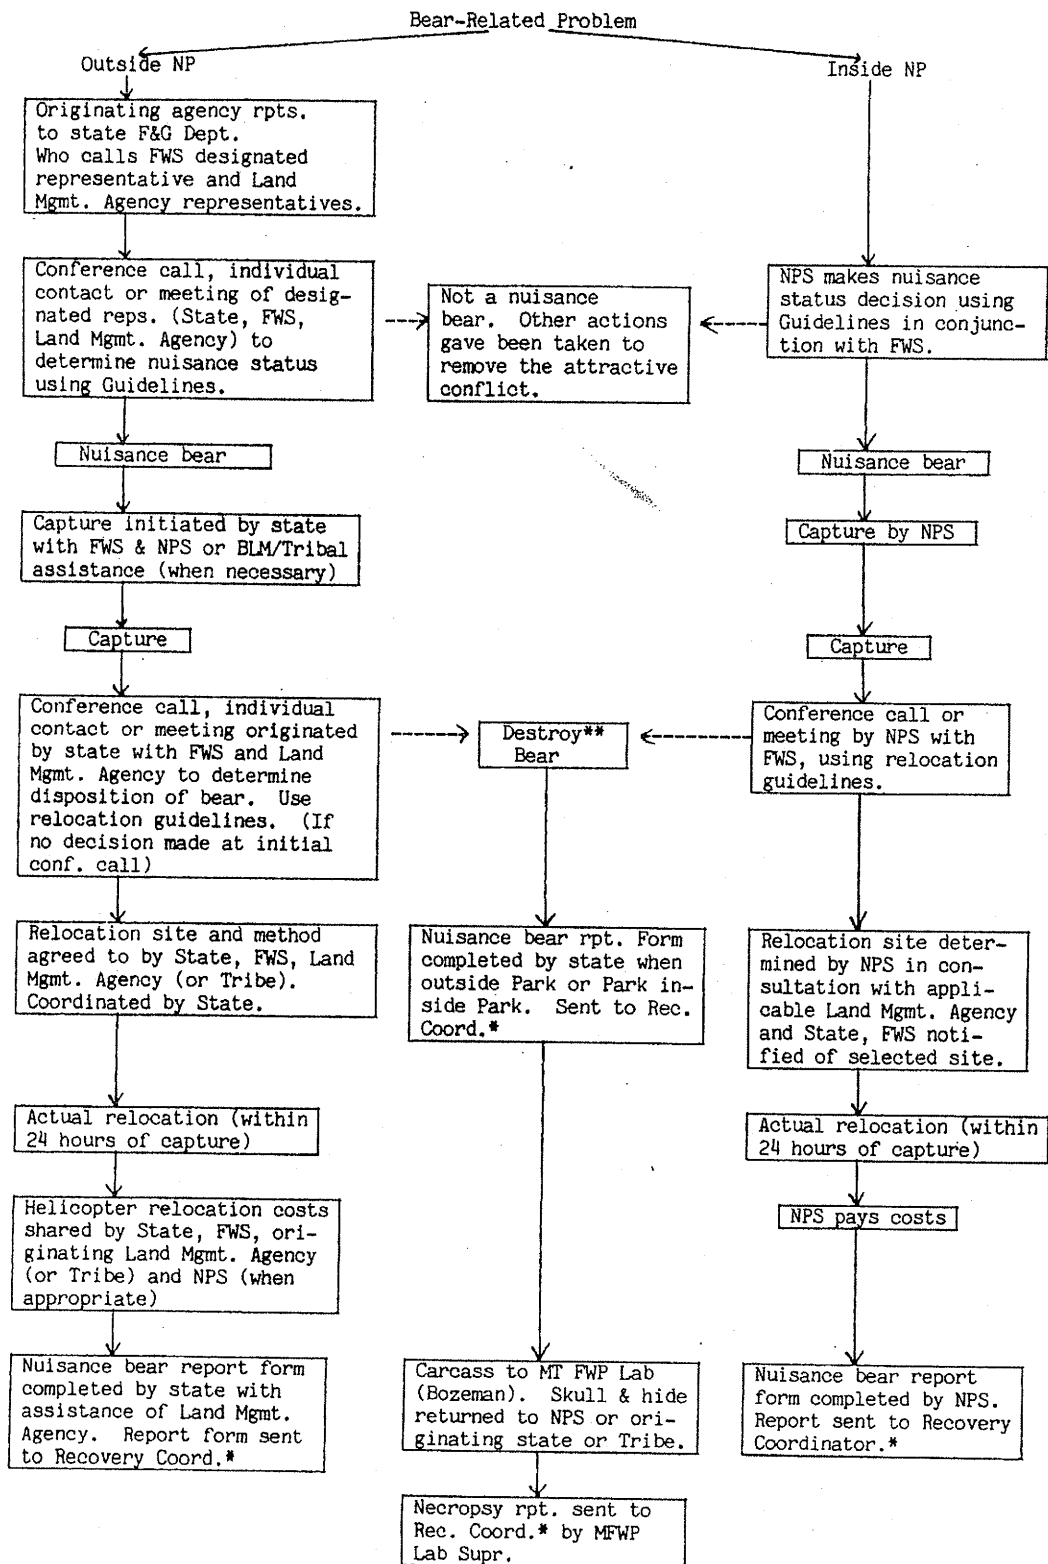 Bear-Related Problem
Outside NP
Inside NP
Originating agency rpts.
to state F&G Dept.
Who calls FWS designated
representative and Land
Mgmt. Agency representatives.
Conference call, individual
contact or meeting of desig-
nated reps. (State, FWS,
Land Mgmt. Agency) to
determine nuisance status
using Guidelines.
Not a nuisance
bear. Other actions
gave been taken to
remove the attractive
conflict.
NPS makes nuisance
status decision using
Guidelines in conjunc-
tion with FWS.
Nuisance bear
Nuisance bear
Capture initiated by state
with FWS & NPS or BLM/Tribal
assistance (when necessary)
Capture by NPS
Capture
Capture
Conference call, individual
contact or meeting originated
by state with FWS and Land
Mgmt. Agency to determine
disposition of bear. Use
relocation guidelines. (If
no decision made at initial
conf. call)
Destroy**
Bear
Conference call or
meeting by NPS with
FWS, using relocation
guidelines.
Relocation site and method
agreed to by State, FWS, Land
Mgmt. Agency (or Tribe).
Coordinated by State.
Nuisance bear rpt. Form
completed by state when
outside Park or Park in-
side Park. Sent to Rec.
Coord.*
Relocation site deter-
mined by NPS in con-
sultation with appli-
cable Land Mgmt. Agency
and State, FWS noti-
fied of selected site.
Actual relocation (within
24 hours of capture)
Actual relocation (within
24 hours of capture)
Helicopter relocation costs
shared by State, FWS, ori-
ginating Land Mgmt. Agency
(or Tribe) and NPS (when
appropriate)
NPS pays costs
Nuisance bear report form
completed by state with
assistance of Land Mgmt.
Agency. Report form sent
to Recovery Coord.*
Carcass to MT FWP Lab
(Bozeman). Skull & hide
returned to NPS or ori-
ginating state or Tribe.
Nuisance bear report
form completed by NPS.
Report sent to Recovery
Coordinator.*
Necropsy rpt. sent to
Rec. Coord.* by MFWP
Lab Supr.